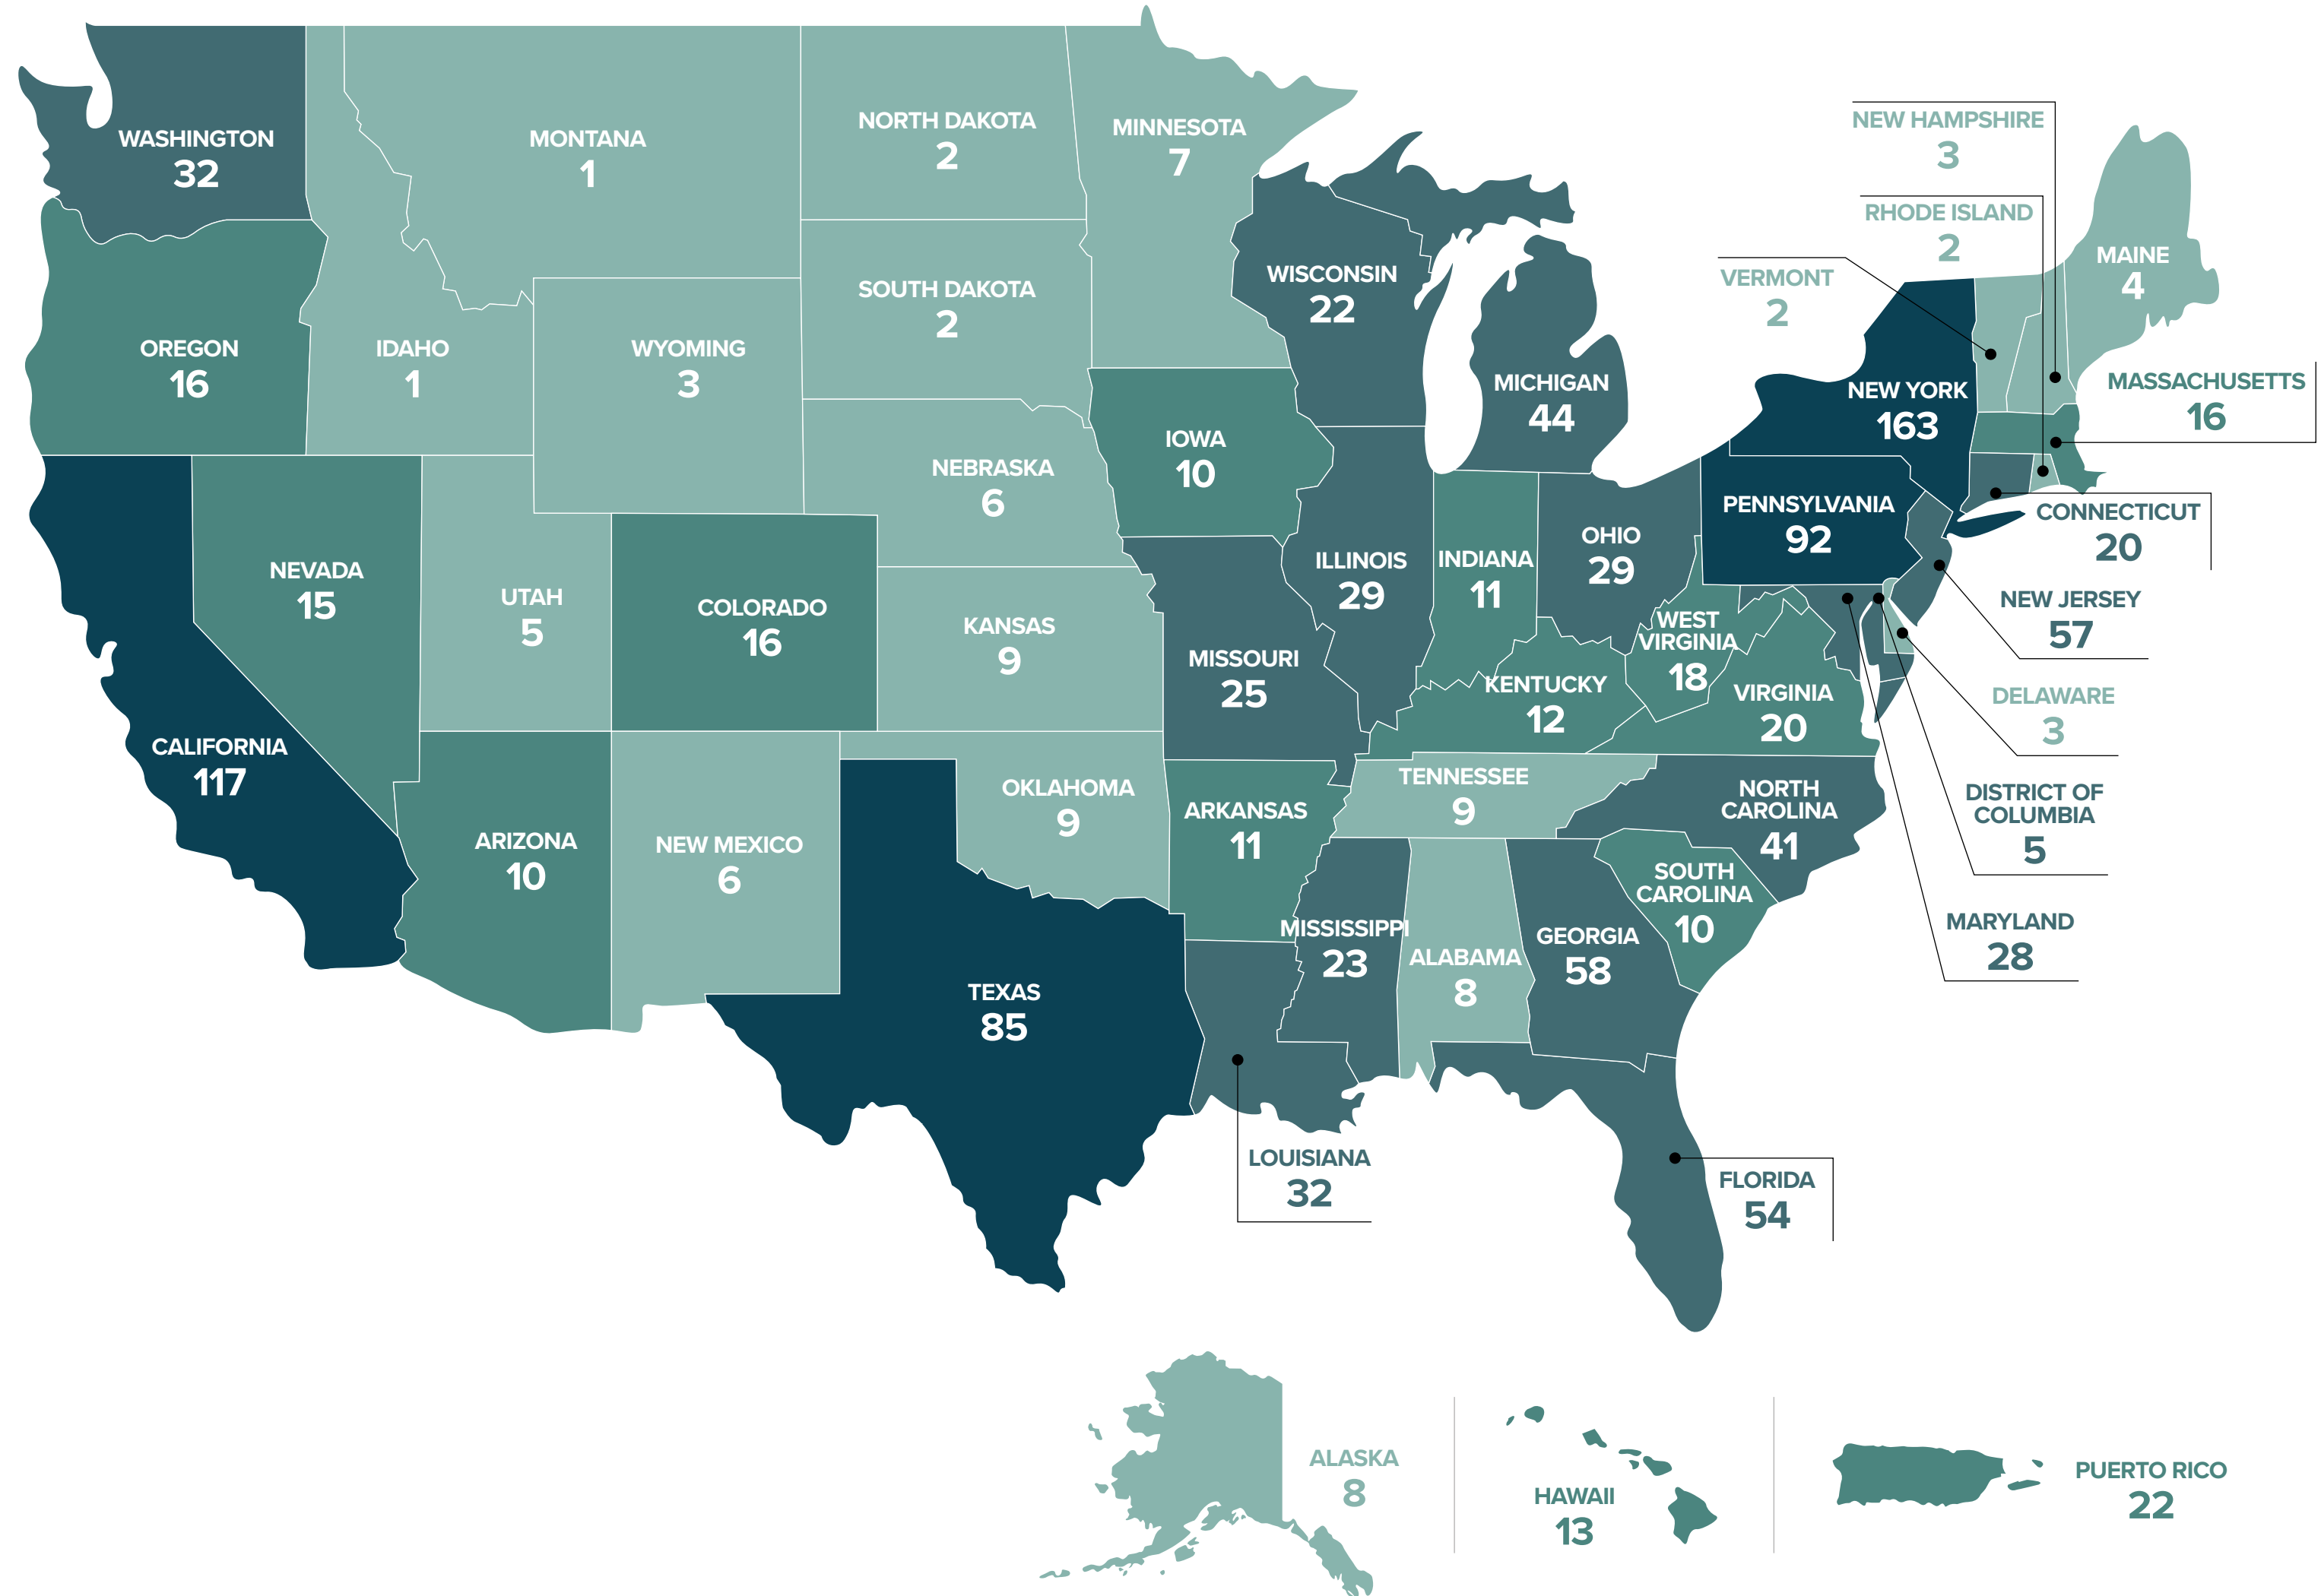 WASHINGTON
32
MONTANA
1
NORTH DAKOTA
2
MINNESOTA
7
NEW HAMPSHIRE
3
RHODE ISLAND
2
VERMONT
2
MAINE
4
OREGON
16
IDAHO
1
WYOMING
3
SOUTH DAKOTA
2
WISCONSIN
22
MICHIGAN
44
NEW YORK
163
MASSACHUSETTS
16
IOWA
10
NEBRASKA
6
PENNSYLVANIA
92
CONNECTICUT
20
NEVADA
15
UTAH
5
COLORADO
16
KANSAS
9
MISSOURI
25
ILLINOIS
29
INDIANA
11
OHIO
29
WEST
VIRGINIA
18
KENTUCKY
12
VIRGINIA
20
NEW JERSEY
57
DELAWARE
3
CALIFORNIA
117
ARIZONA
10
NEW MEXICO
6
OKLAHOMA
9
ARKANSAS
11
TENNESSEE
9
NORTH
CAROLINA
41
DISTRICT OF
COLUMBIA
5
SOUTH
CAROLINA
10
MARYLAND
28
TEXAS
85
MISSISSIPPI
23
ALABAMA
8
GEORGIA
58
LOUISIANA
32
FLORIDA
54
ALASKA
8
HAWAII
13
PUERTO RICO
22